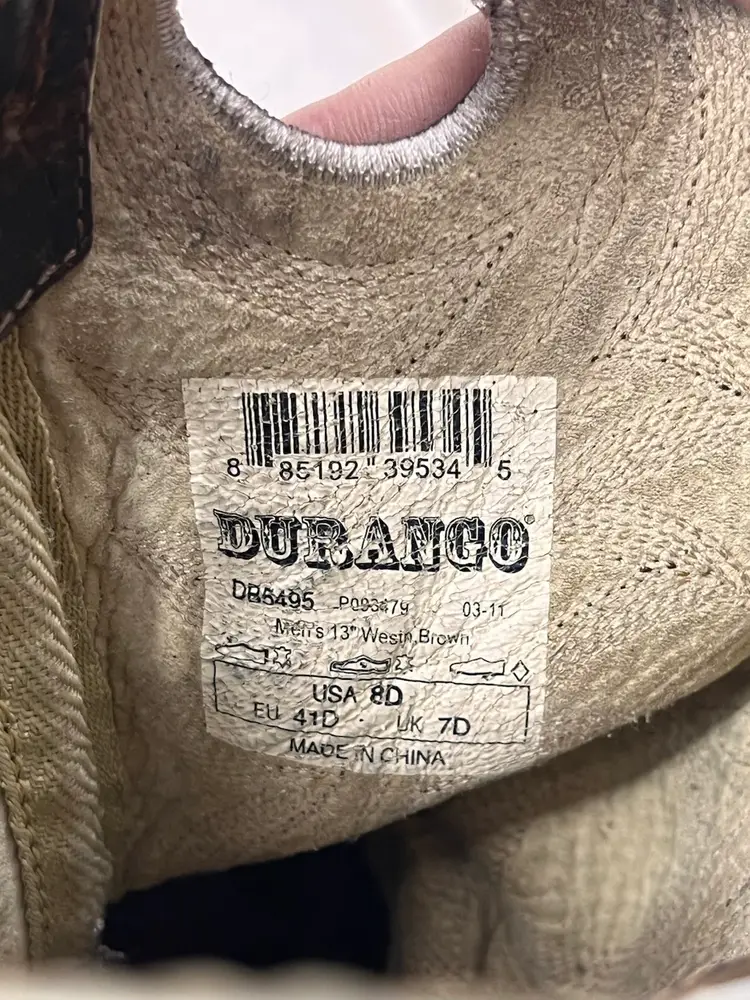 8 85192 39534 5
DURANGO®
DB5495 P093479 03-11
Men's 13" Westn,Brown
USA 8D
EU 41D · UK 7D
MADE IN CHINA